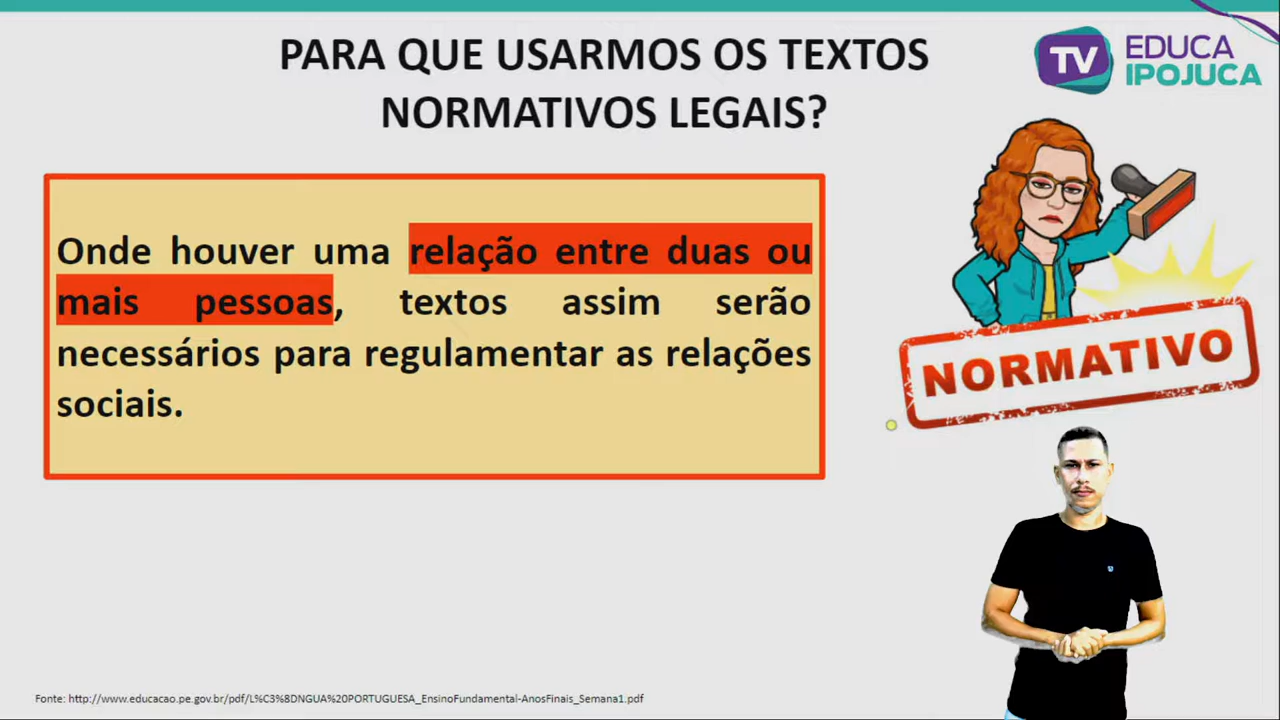 PARA QUE USARMOS OS TEXTOS
NORMATIVOS LEGAIS?
TV EDUCA
IPOJUCA
Onde houver uma relação entre duas ou
mais pessoas, textos assim serão
necessários para regulamentar as relações
sociais.
NORMATIVO
Fonte: http://www.educacao.pe.gov.br/pdf/L%C3%8DNGUA%20PORTUGUESA_EnsinoFundamental-AnosFinais_Semana1.pdf